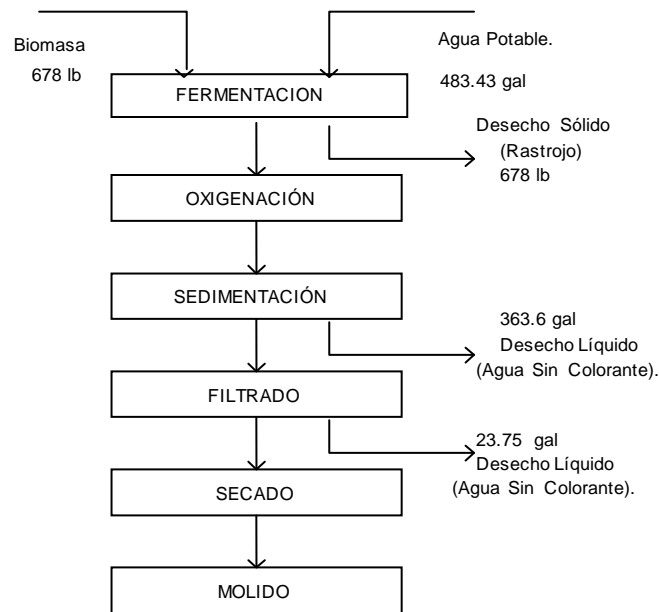 Biomasa
678 lb
Agua Potable.
483.43 gal
FERMENTACION
Desecho Sólido
(Rastrojo)
678 lb
OXIGENACIÓN
SEDIMENTACIÓN
363.6 gal
Desecho Líquido
(Agua Sin Colorante).
FILTRADO
23.75 gal
Desecho Líquido
(Agua Sin Colorante).
SECADO
MOLIDO